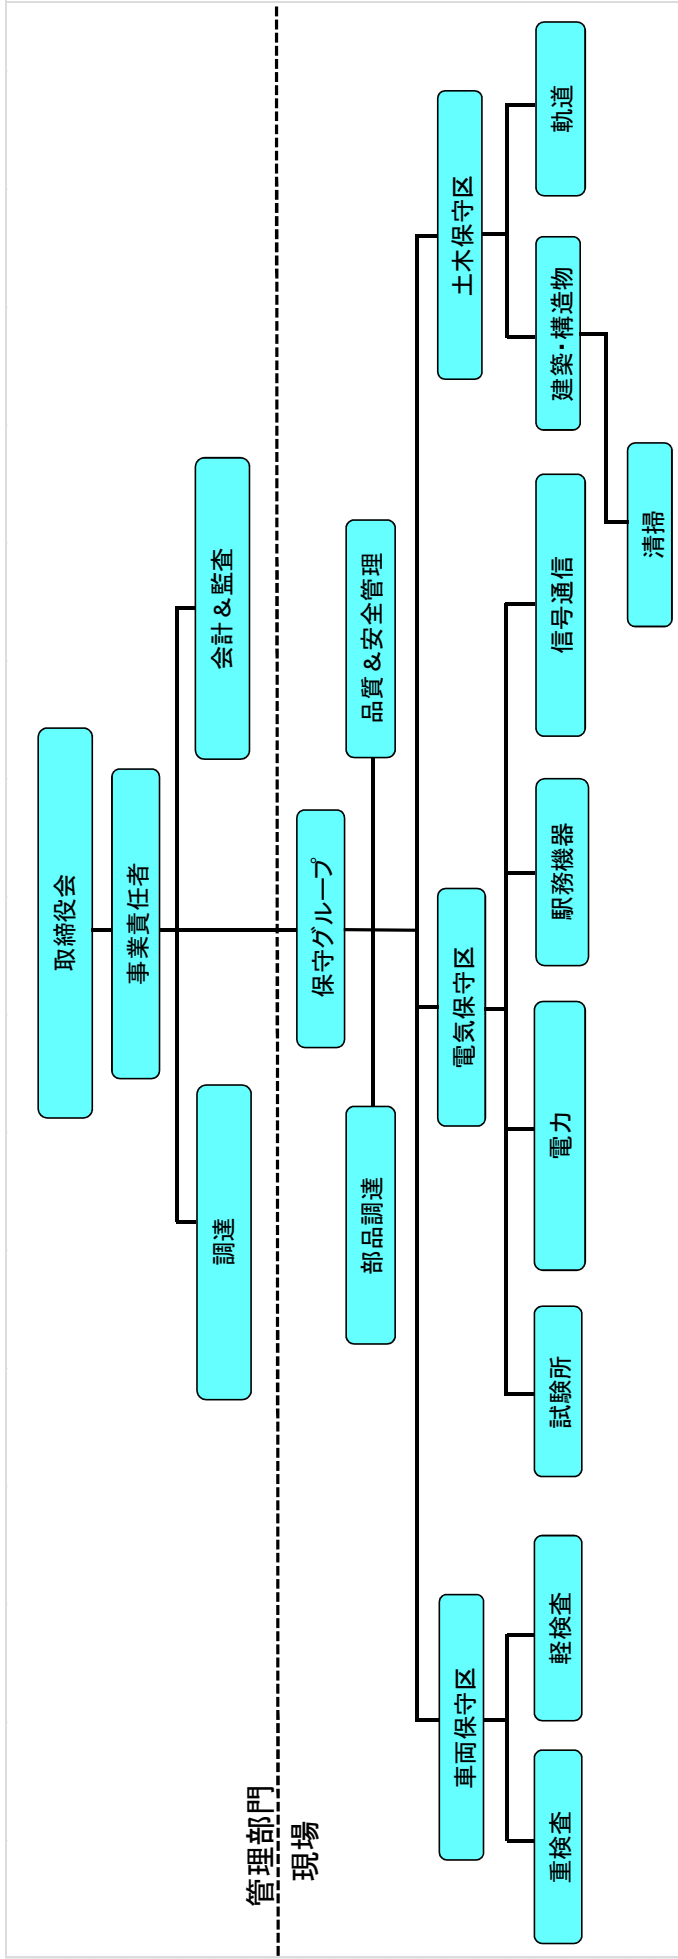 取締役会
事業責任者
調達
会計&監査
管理部門
現場
保守グループ
部品調達
品質&安全管理
車両保守区
電気保守区
土木保守区
重検査
軽検査
試験所
電力
駅務機器
信号通信
建築・構造物
軌道
清掃